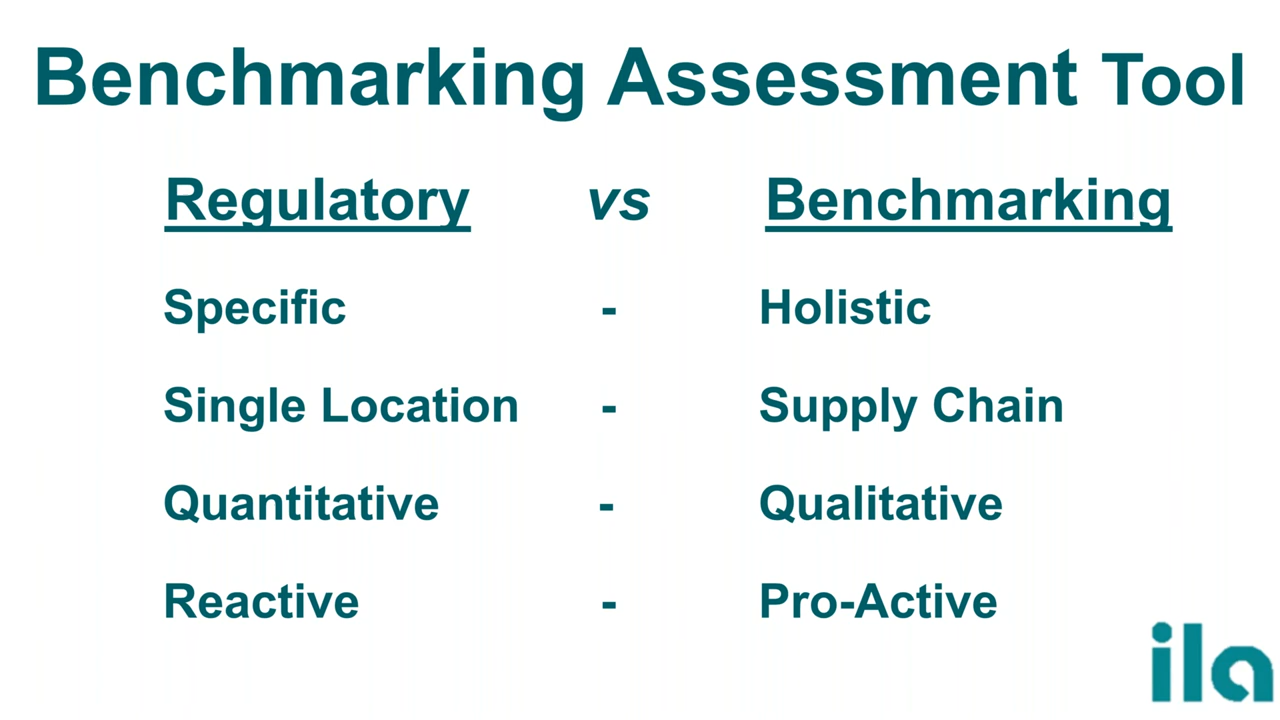 Benchmarking Assessment Tool
Regulatory vs Benchmarking
Specific - Holistic
Single Location - Supply Chain
Quantitative - Qualitative
Reactive - Pro-Active
ila